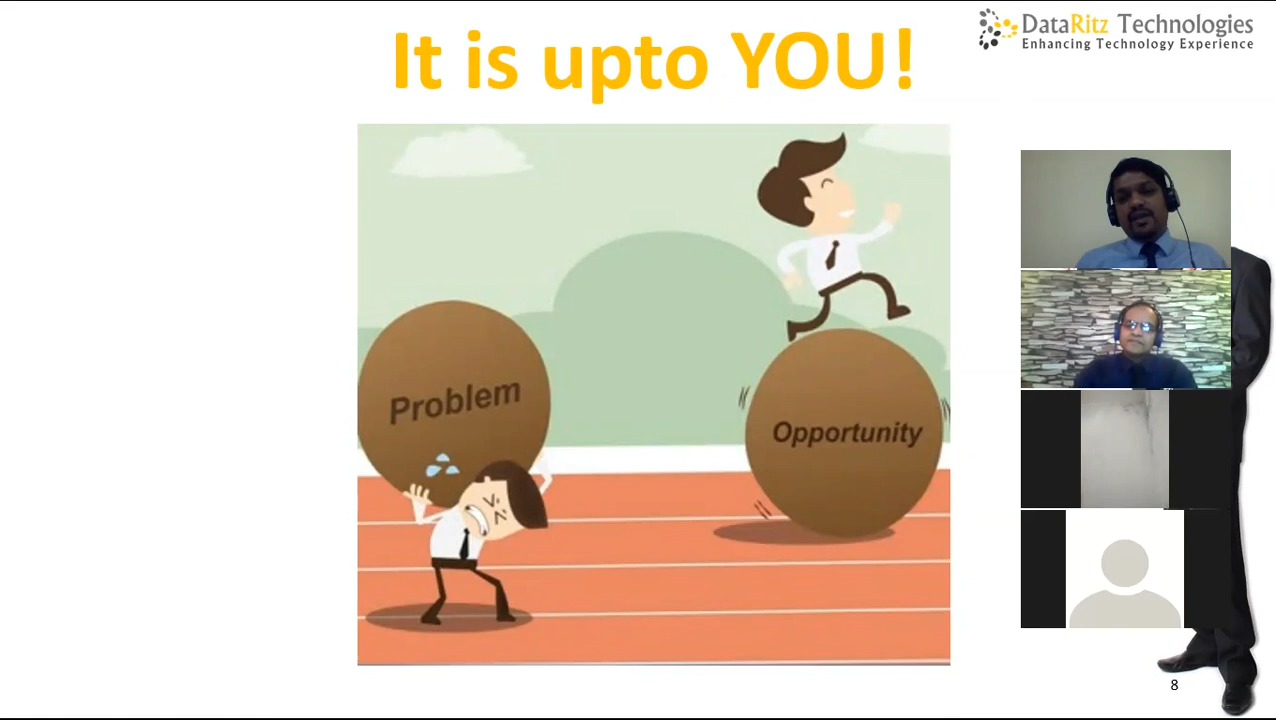 It is upto YOU!
DataRitz Technologies
Enhancing Technology Experience
Problem
Opportunity
8